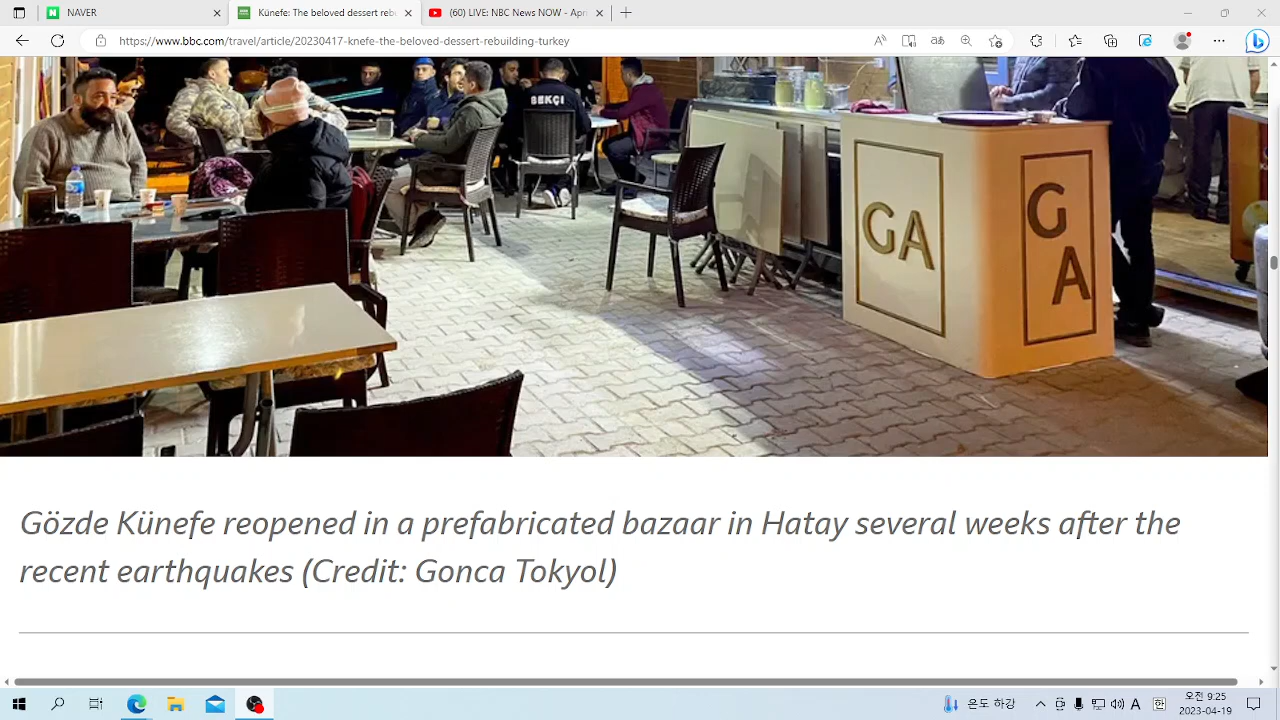 NAVER
Künefe: The beloved dessert reb
(60) LIVE: NBC News NOW - Apr
https://www.bbc.com/travel/article/20230417-knefe-the-beloved-dessert-rebuilding-turkey
BEKÇİ
GA
G
A
Gözde Künefe reopened in a prefabricated bazaar in Hatay several weeks after the
recent earthquakes (Credit: Gonca Tokyol)
온도 하강
A
오전 9:25
2023-04-19